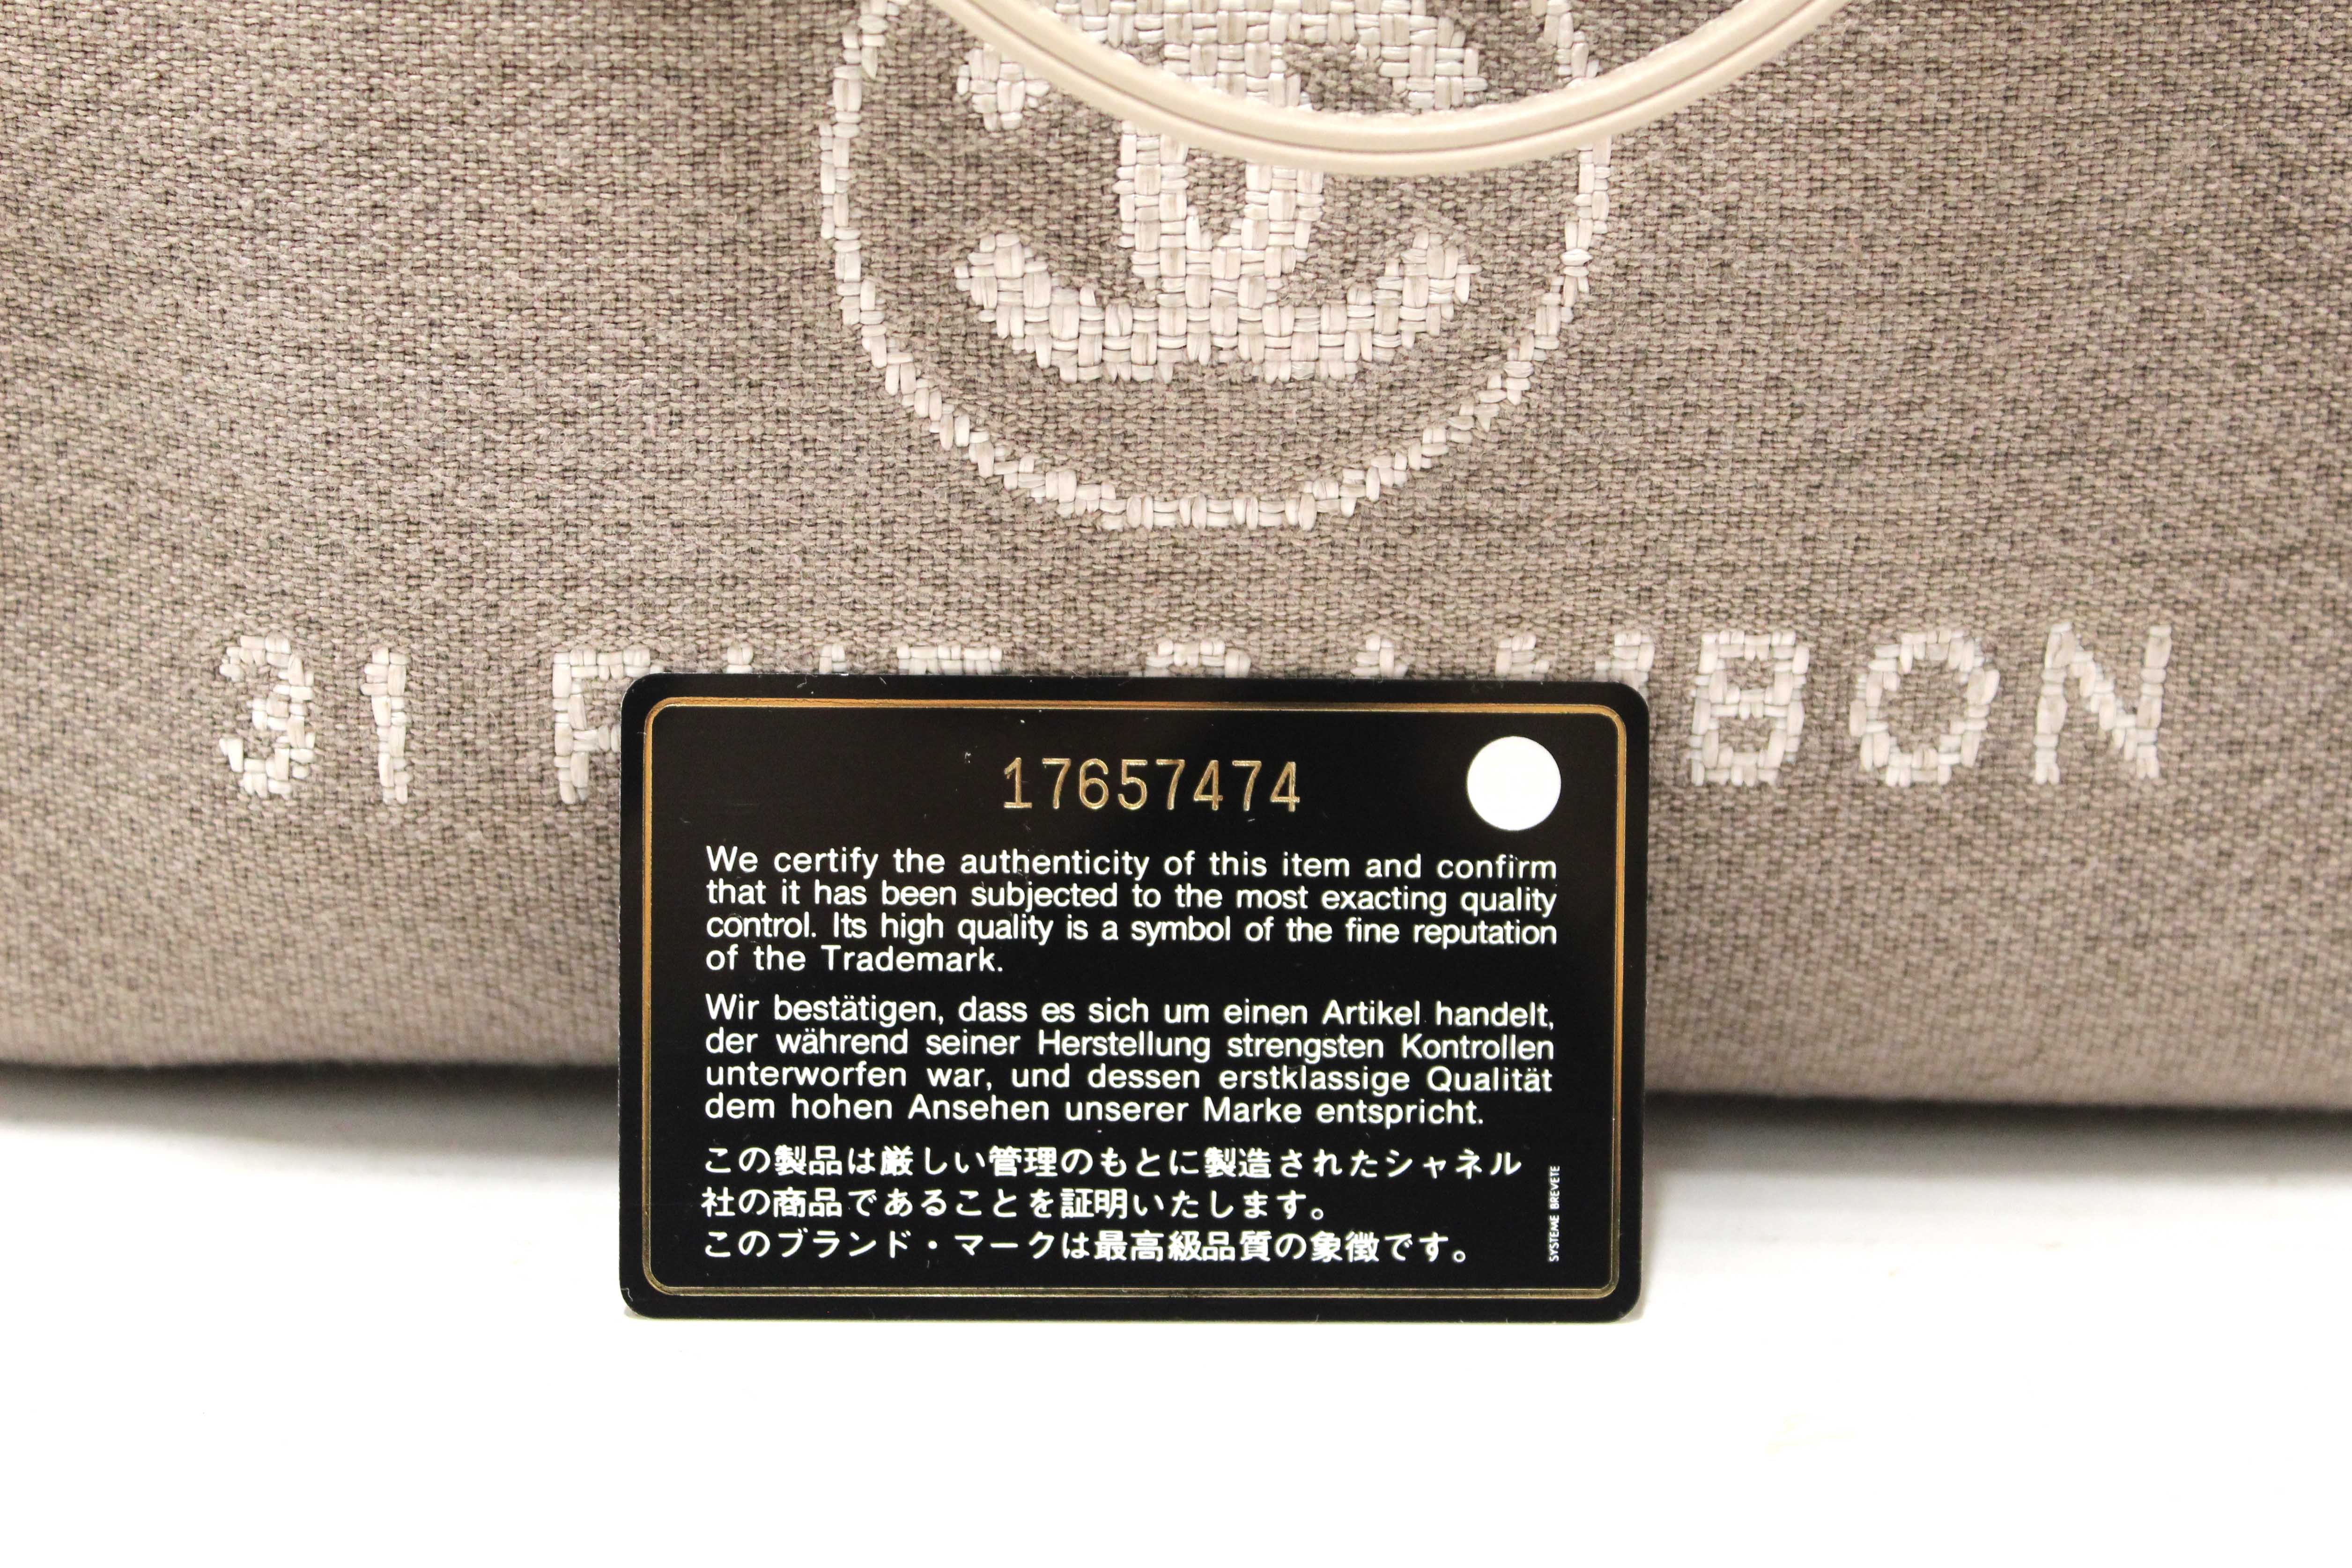 31 RUE CAMBON
17657474
We certify the authenticity of this item and confirm
that it has been subjected to the most exacting quality
control. Its high quality is a symbol of the fine reputation
of the Trademark.
Wir bestätigen, dass es sich um einen Artikel handelt,
der während seiner Herstellung strengsten Kontrollen
unterworfen war, und dessen erstklassige Qualität
dem hohen Ansehen unserer Marke entspricht.
この製品は厳しい管理のもとに製造されたシャネル
社の商品であることを証明いたします。
このブランド・マークは最高級品質の象徴です。
SYSTEME BREVETE